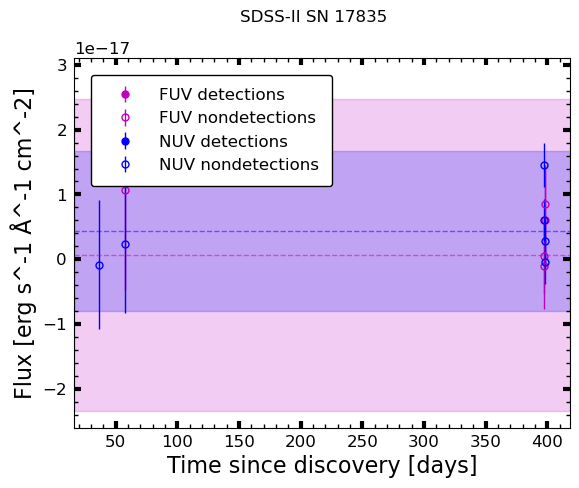 SDSS-II SN 17835
1e−17
3
2
1
0
−1
−2
FUV detections
FUV nondetections
NUV detections
NUV nondetections
Flux [erg s^-1 Å^-1 cm^-2]
50 100 150 200 250 300 350 400
Time since discovery [days]